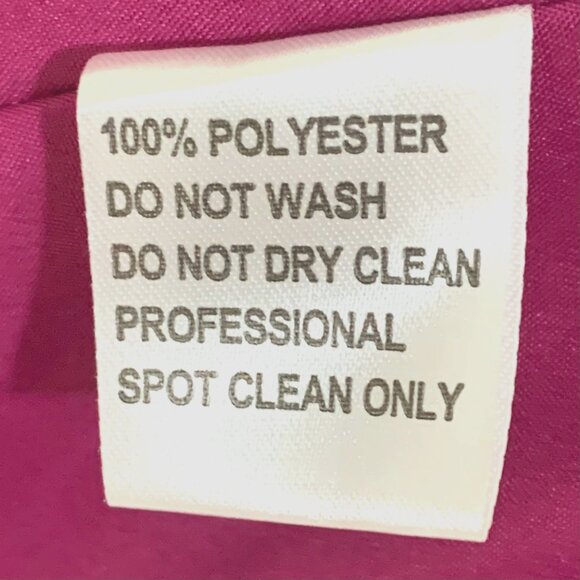 100% POLYESTER
DO NOT WASH
DO NOT DRY CLEAN
PROFESSIONAL
SPOT CLEAN ONLY